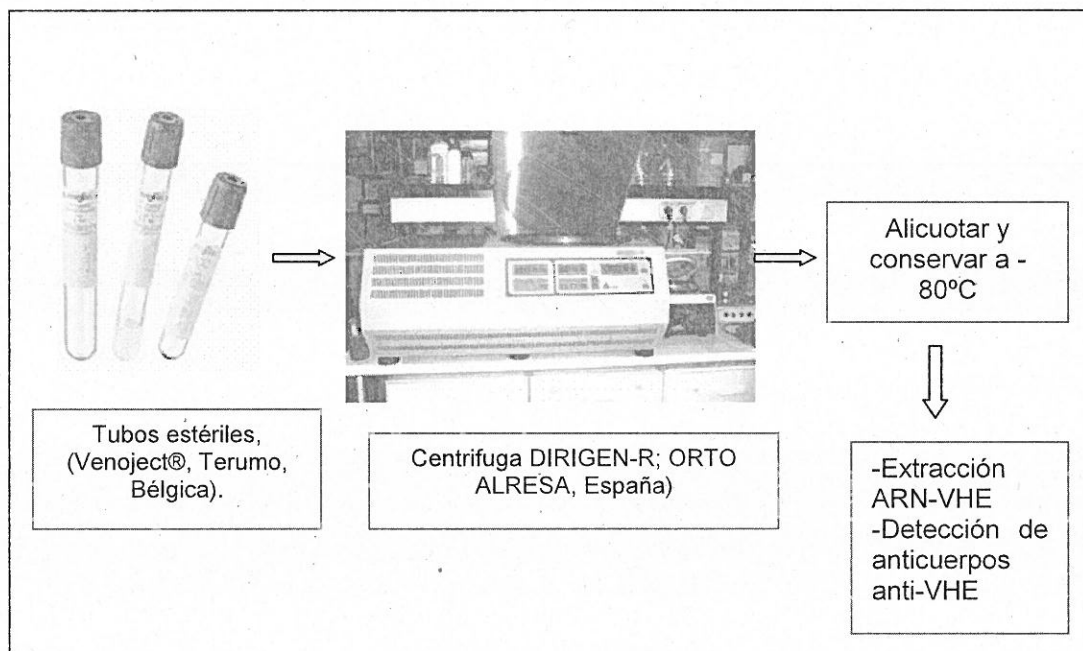 Tubos estériles,
(Venoject®, Terumo,
Bélgica).
Centrifuga DIRIGEN-R; ORTO
ALRESA, España)
Alicuotar y
conservar a -
80ºC
-Extracción
ARN-VHE
-Detección de
anticuerpos
anti-VHE